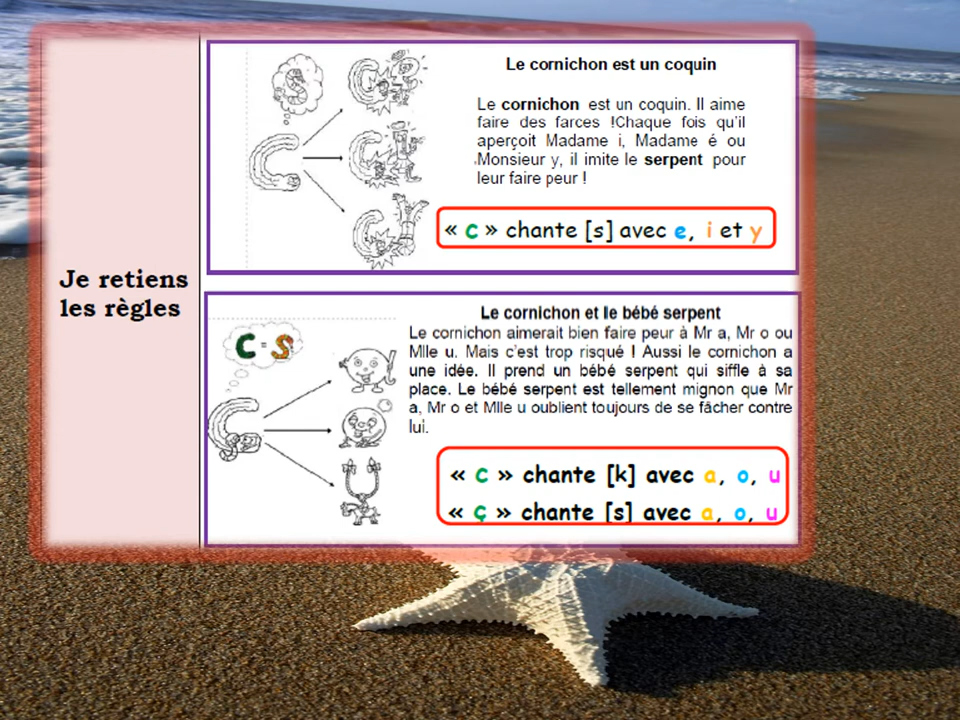 Je retiens
les règles
Le cornichon est un coquin
Le cornichon est un coquin. Il aime
faire des farces !Chaque fois qu'il
aperçoit Madame i, Madame é ou
Monsieur y, il imite le serpent pour
leur faire peur !
« c » chante [s] avec e, i et y
Le cornichon et le bébé serpent
Le cornichon aimerait bien faire peur à Mr a, Mr o ou
Mlle u. Mais c'est trop risqué ! Aussi le cornichon a
une idée. Il prend un bébé serpent qui siffle à sa
place. Le bébé serpent est tellement mignon que Mr
a, Mr o et Mlle u oublient toujours de se fâcher contre
lui.
C = S
« c » chante [k] avec a, o, u
« ç » chante [s] avec a, o, u